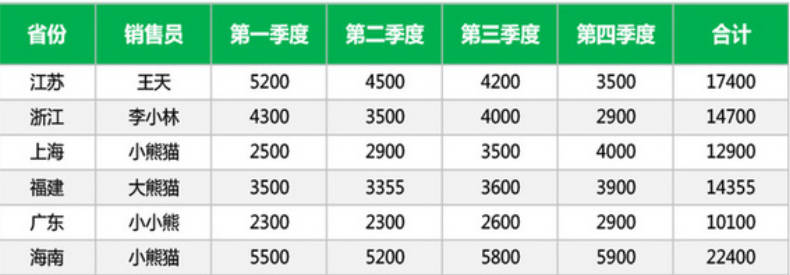 省份 销售员 第一季度 第二季度 第三季度 第四季度 合计
江苏 王天 5200 4500 4200 3500 17400
浙江 李小林 4300 3500 4000 2900 14700
上海 小熊猫 2500 2900 3500 4000 12900
福建 大熊猫 3500 3355 3600 3900 14355
广东 小小熊 2300 2300 2600 2900 10100
海南 小熊猫 5500 5200 5800 5900 22400